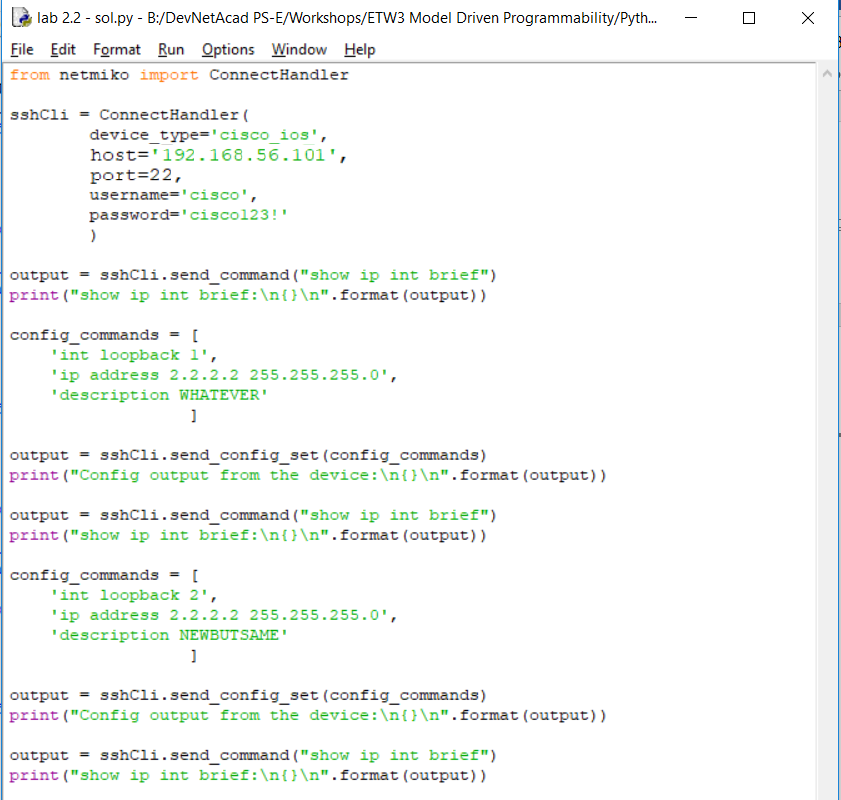 lab 2.2 - sol.py - B:/DevNetAcad PS-E/Workshops/ETW3 Model Driven Programmability/Pyth...
File Edit Format Run Options Window Help
from netmiko import ConnectHandler

sshCli = ConnectHandler(
        device_type='cisco_ios',
        host='192.168.56.101',
        port=22,
        username='cisco',
        password='cisco123!'
        )

output = sshCli.send_command("show ip int brief")
print("show ip int brief:\n{}\n".format(output))

config_commands = [
    'int loopback 1',
    'ip address 2.2.2.2 255.255.255.0',
    'description WHATEVER'
                  ]

output = sshCli.send_config_set(config_commands)
print("Config output from the device:\n{}\n".format(output))

output = sshCli.send_command("show ip int brief")
print("show ip int brief:\n{}\n".format(output))

config_commands = [
    'int loopback 2',
    'ip address 2.2.2.2 255.255.255.0',
    'description NEWBUTSAME'
                  ]

output = sshCli.send_config_set(config_commands)
print("Config output from the device:\n{}\n".format(output))

output = sshCli.send_command("show ip int brief")
print("show ip int brief:\n{}\n".format(output))